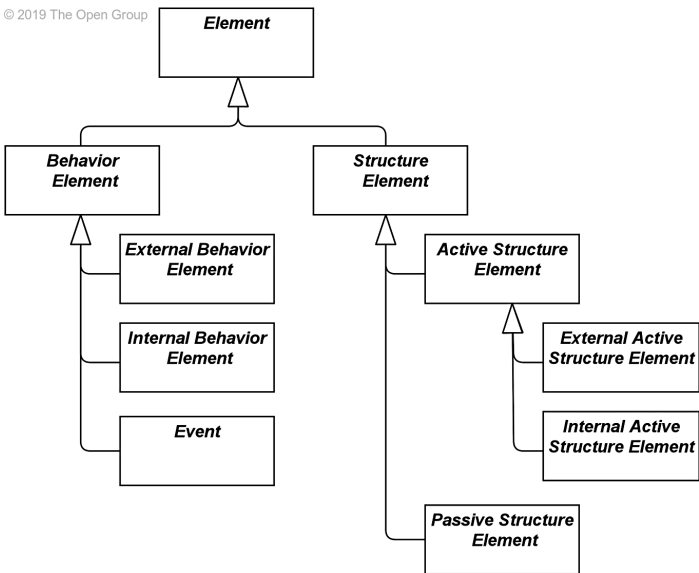 © 2019 The Open Group
Element
Behavior
Element
Structure
Element
External Behavior
Element
Active Structure
Element
Internal Behavior
Element
External Active
Structure Element
Event
Internal Active
Structure Element
Passive Structure
Element